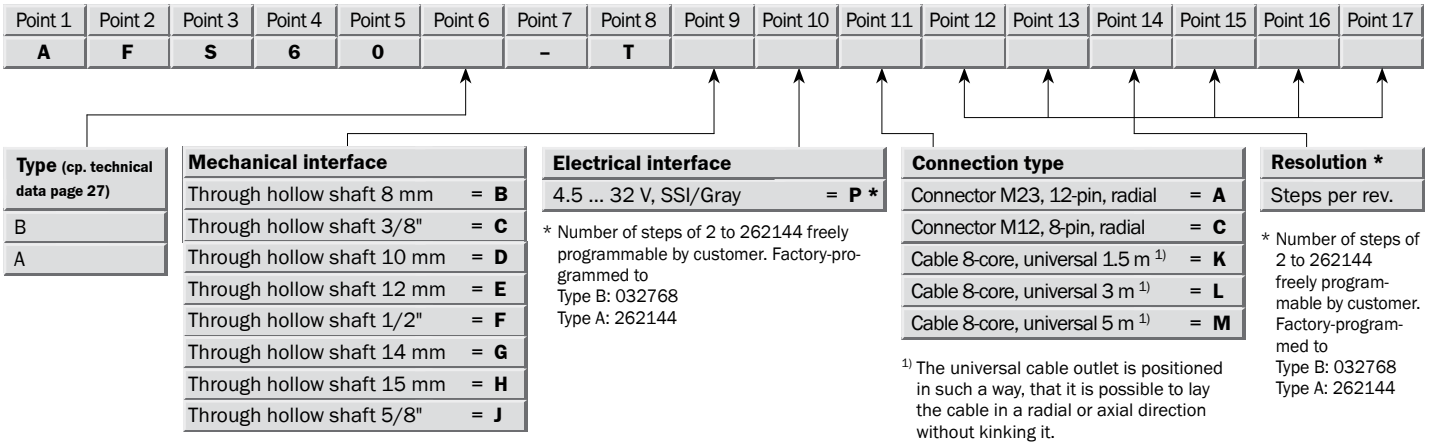 Point 1 Point 2 Point 3 Point 4 Point 5 Point 6 Point 7 Point 8 Point 9 Point 10 Point 11 Point 12 Point 13 Point 14 Point 15 Point 16 Point 17
A F S 6 0 – T
Type (cp. technical
data page 27)
B
A
Mechanical interface
Through hollow shaft 8 mm = B
Through hollow shaft 3/8" = C
Through hollow shaft 10 mm = D
Through hollow shaft 12 mm = E
Through hollow shaft 1/2" = F
Through hollow shaft 14 mm = G
Through hollow shaft 15 mm = H
Through hollow shaft 5/8" = J
Electrical interface
4.5 ... 32 V, SSI/Gray = P *
* Number of steps of 2 to 262144 freely
programmable by customer. Factory-pro-
grammed to
Type B: 032768
Type A: 262144
Connection type
Connector M23, 12-pin, radial = A
Connector M12, 8-pin, radial = C
Cable 8-core, universal 1.5 m 1) = K
Cable 8-core, universal 3 m 1) = L
Cable 8-core, universal 5 m 1) = M
1) The universal cable outlet is positioned
in such a way, that it is possible to lay
the cable in a radial or axial direction
without kinking it.
Resolution *
Steps per rev.
* Number of steps of
2 to 262144
freely program-
mable by customer.
Factory-program-
med to
Type B: 032768
Type A: 262144